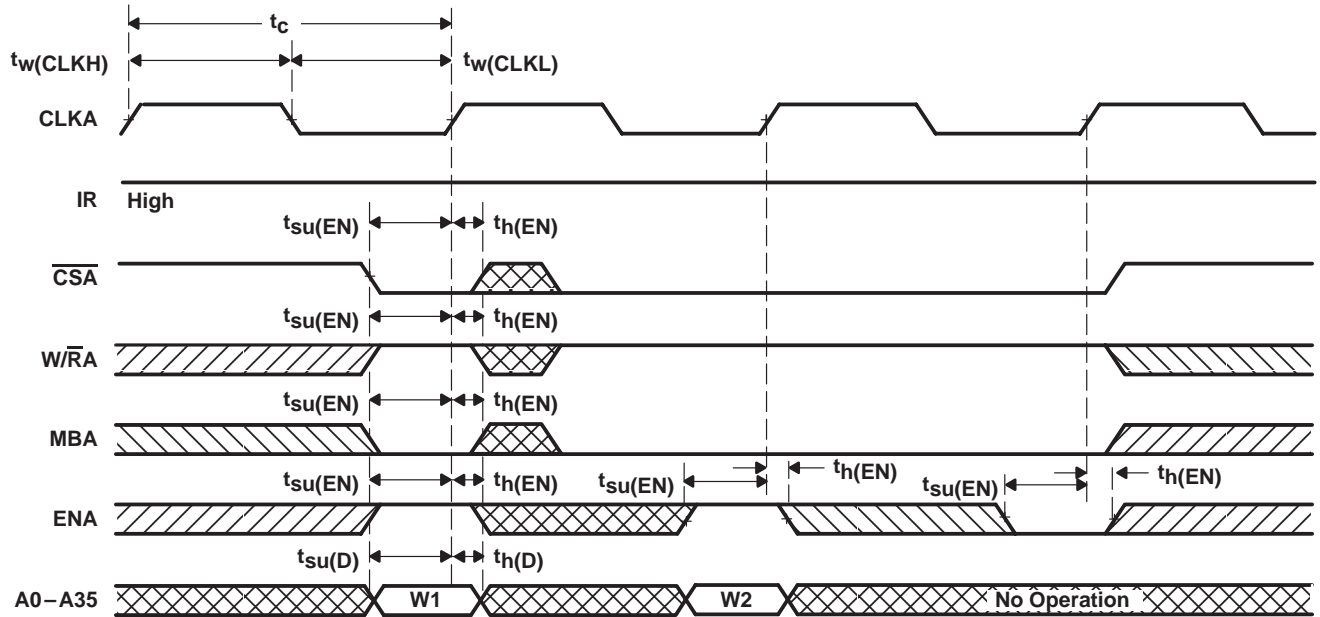 tc
tw(CLKH) tw(CLKL)
CLKA
IR High
tsu(EN) th(EN)
CSA
tsu(EN) th(EN)
W/RA
tsu(EN) th(EN)
MBA
tsu(EN) th(EN) tsu(EN) th(EN) tsu(EN) th(EN)
ENA
tsu(D) th(D)
A0–A35 W1 W2 No Operation